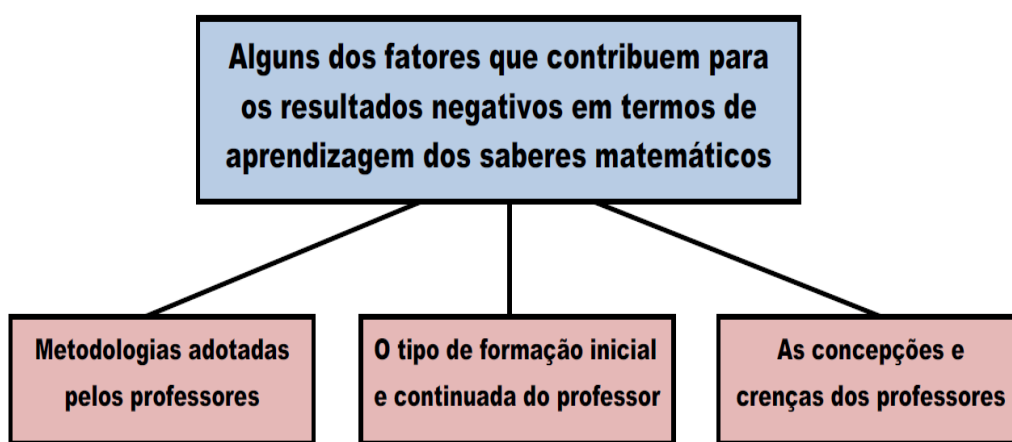 Alguns dos fatores que contribuem para
os resultados negativos em termos de
aprendizagem dos saberes matemáticos
Metodologias adotadas
pelos professores
O tipo de formação inicial
e continuada do professor
As concepções e
crenças dos professores